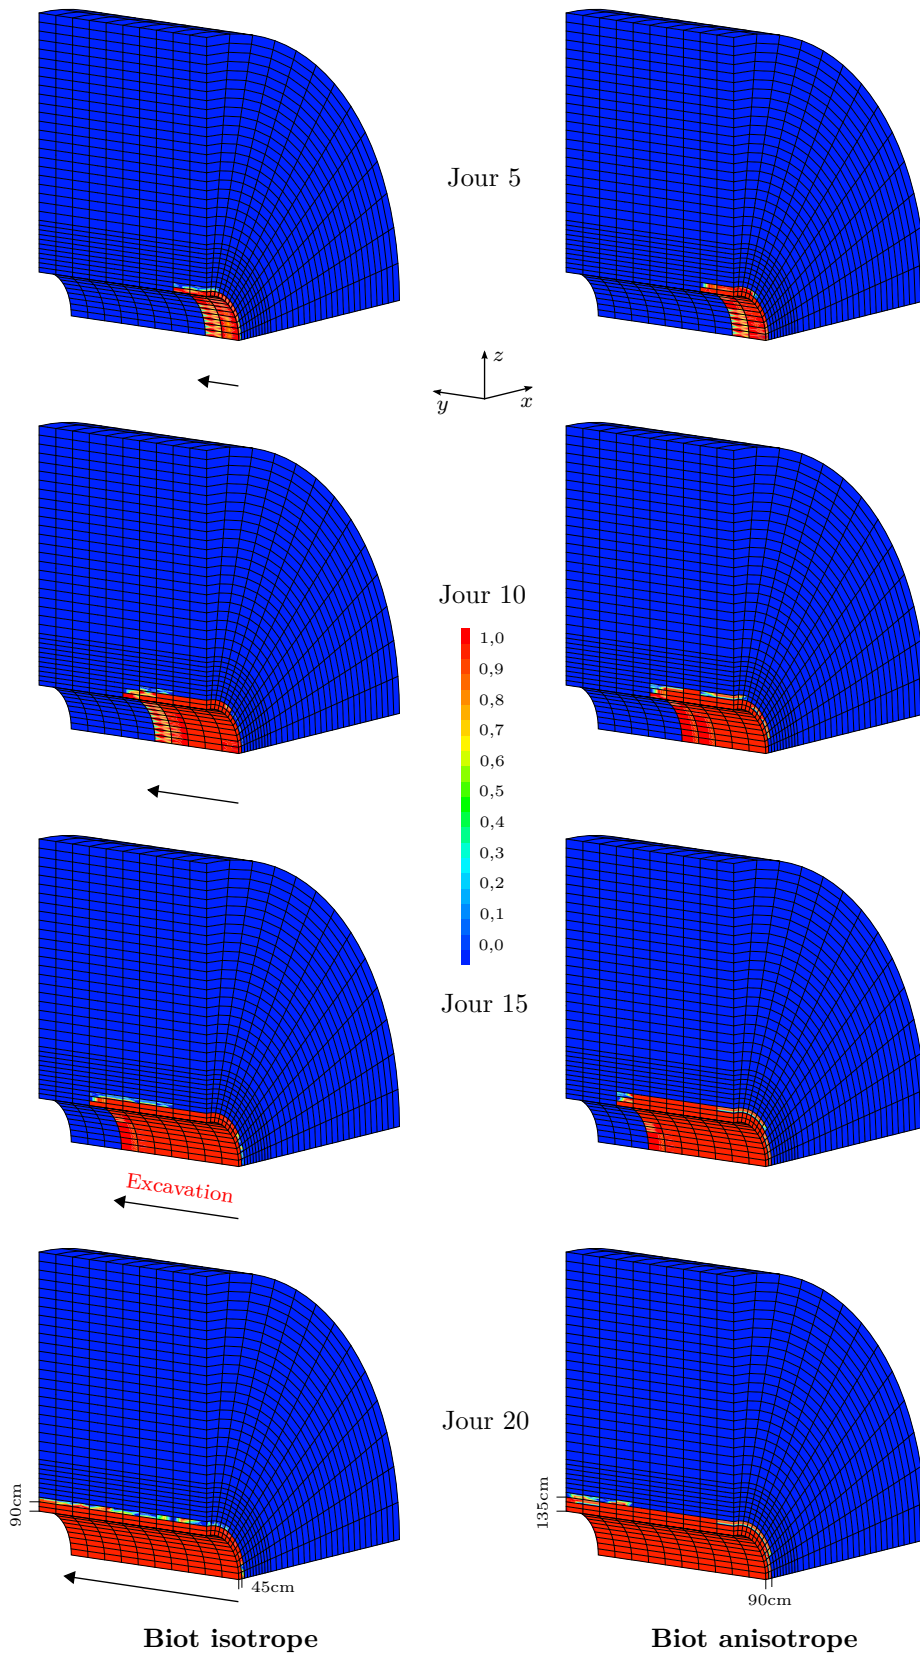 Jour 5
z
y
x
Jour 10
1,0
0,9
0,8
0,7
0,6
0,5
0,4
0,3
0,2
0,1
0,0
Jour 15
Excavation
Jour 20
90cm
135cm
45cm
90cm
Biot isotrope
Biot anisotrope